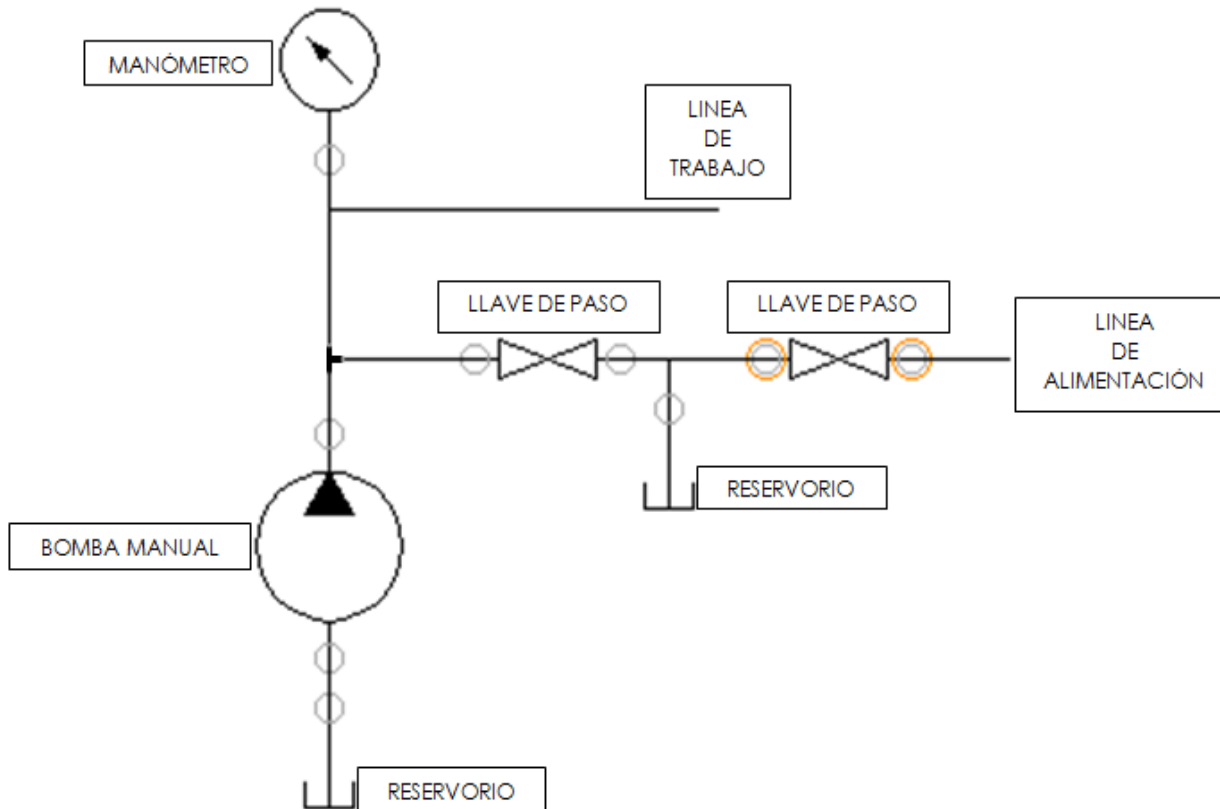 MANÓMETRO
LINEA
DE
TRABAJO
LLAVE DE PASO
LLAVE DE PASO
LINEA
DE
ALIMENTACIÓN
RESERVORIO
BOMBA MANUAL
RESERVORIO